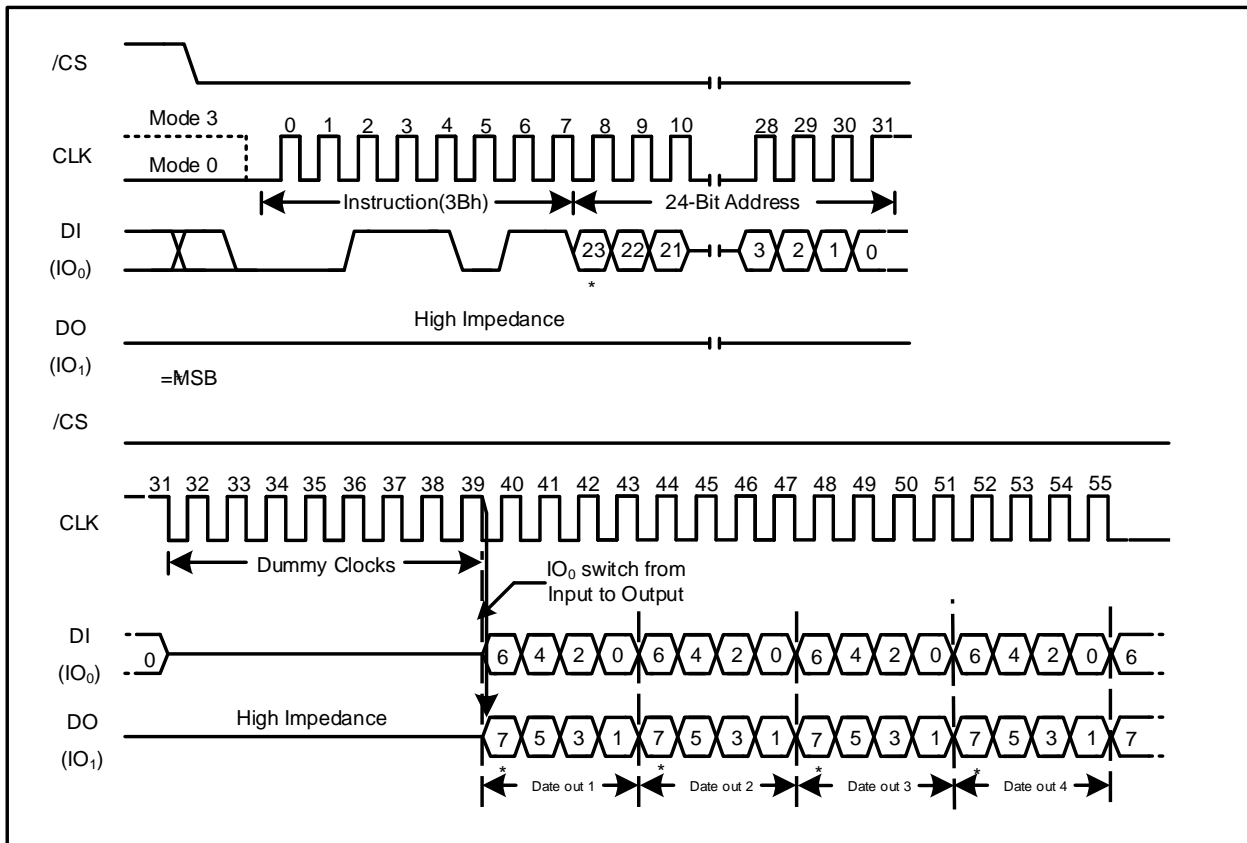 /CS
Mode 3
0 1 2 3 4 5 6 7 8 9 10 28 29 30 31
CLK
Mode 0
Instruction(3Bh) 24-Bit Address
DI
(IO₀)
23 22 21 3 2 1 0
*
High Impedance
DO
(IO₁)
=MSB
/CS
31 32 33 34 35 36 37 38 39 40 41 42 43 44 45 46 47 48 49 50 51 52 53 54 55
CLK
Dummy Clocks
IO₀ switch from
Input to Output
DI
(IO₀)
0 6 4 2 0 6 4 2 0 6 4 2 0 6 4 2 0 6
DO
(IO₁)
High Impedance
7 5 3 1 7 5 3 1 7 5 3 1 7 5 3 1 7
* * * *
Date out 1 Date out 2 Date out 3 Date out 4